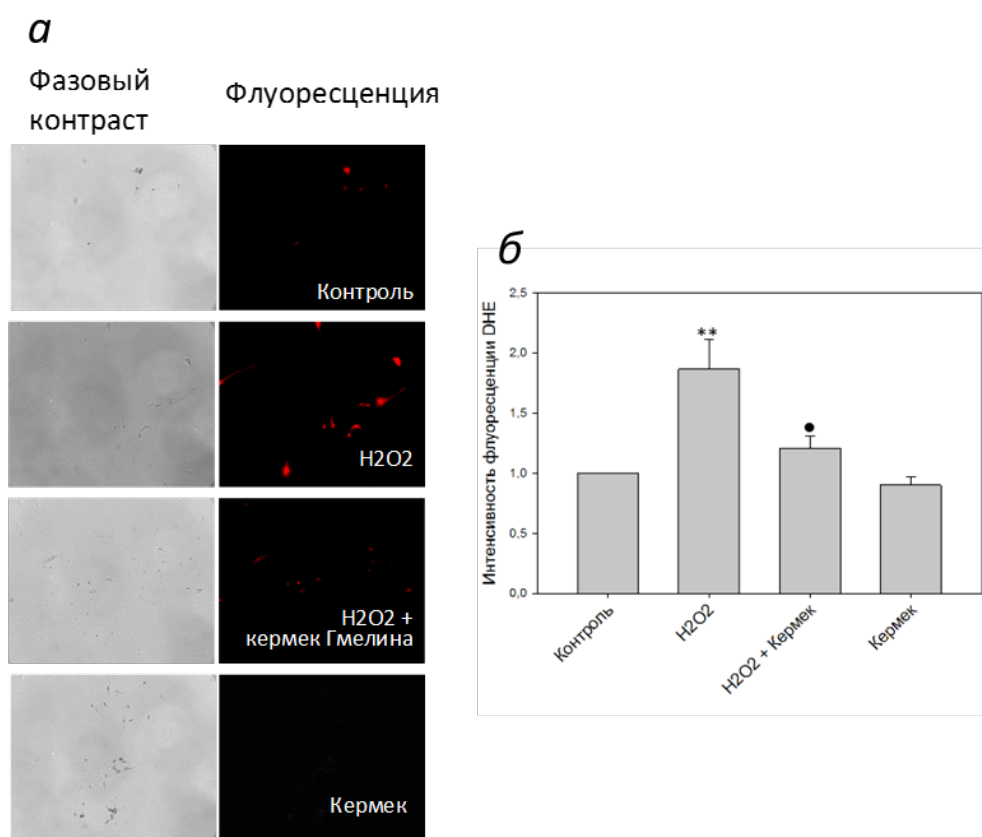 а
Фазовый
контраст
Флуоресценция
Контроль
H2O2
H2O2 +
кермек Гмелина
Кермек
б
Интенсивность флуоресценции DHE
2,5
2,0
1,5
1,0
0,5
0,0
**
Контроль
H2O2
H2O2 + Кермек
Кермек